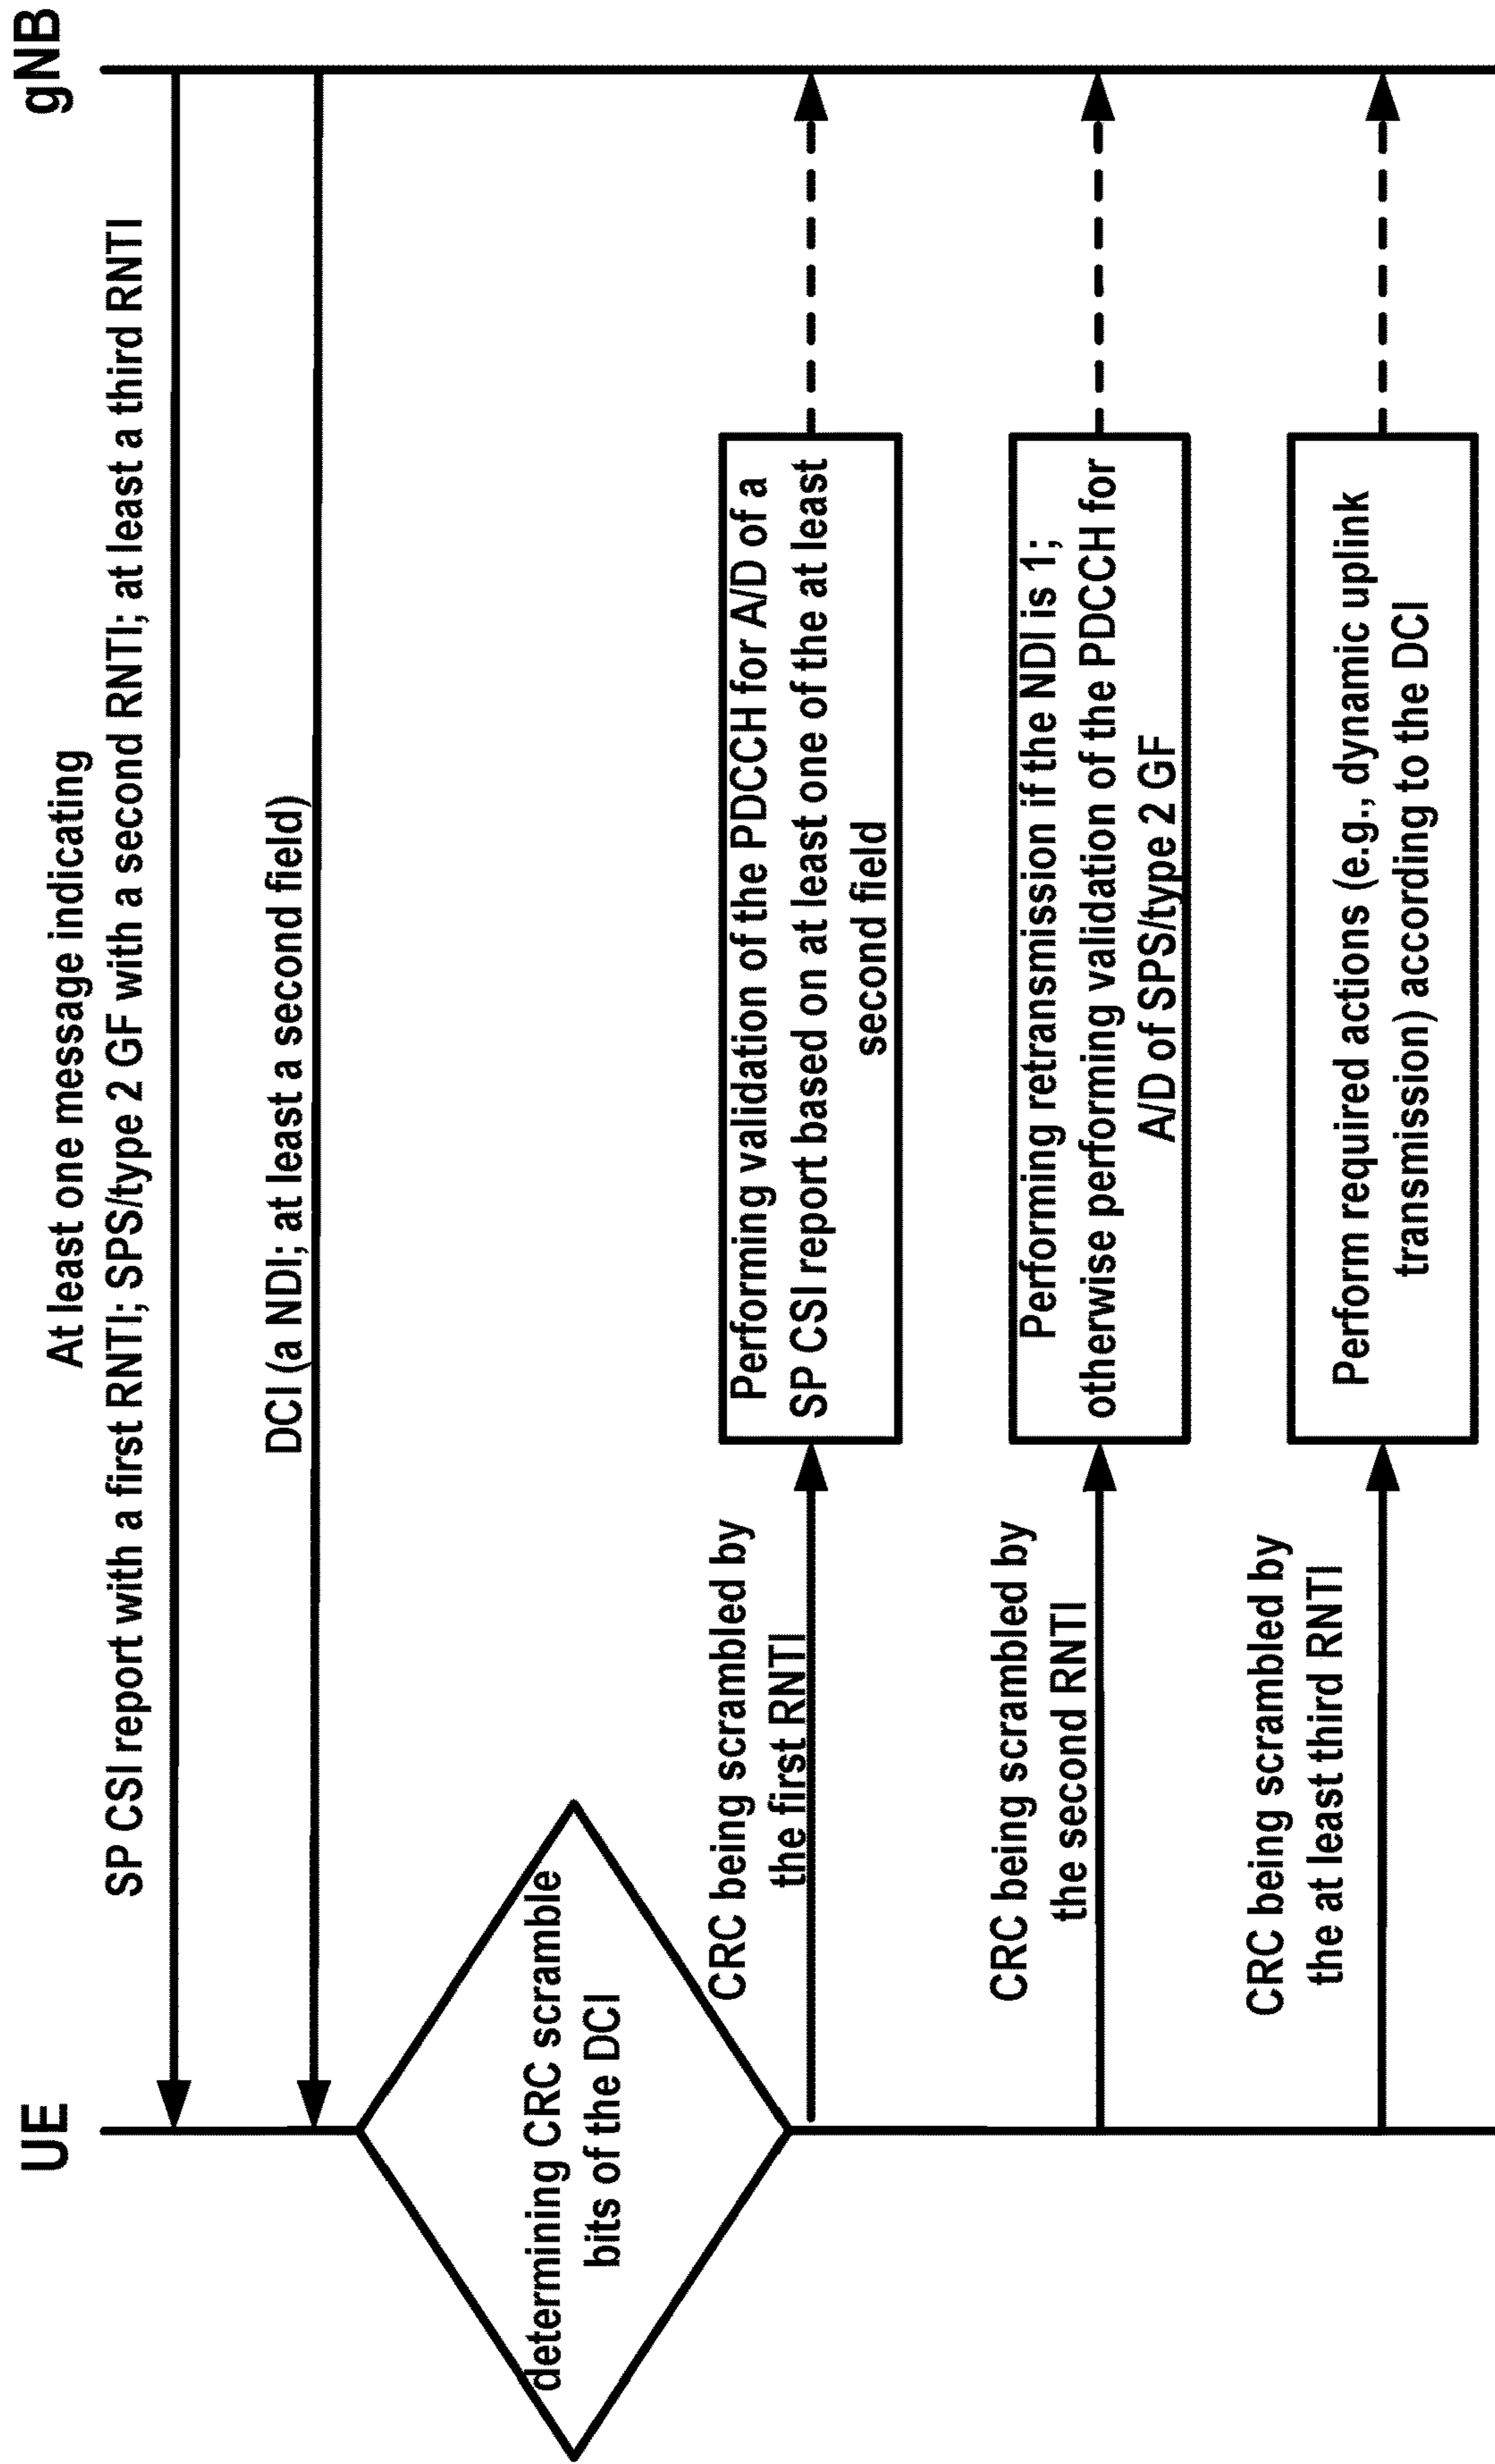 UE
gNB
At least one message indicating
SP CSI report with a first RNTI; SPS/type 2 GF with a second RNTI; at least a third RNTI
DCI (a NDI; at least a second field)
determining CRC scramble
bits of the DCI
CRC being scrambled by
the first RNTI
Performing validation of the PDCCH for A/D of a
SP CSI report based on at least one of the at least
second field
CRC being scrambled by
the second RNTI
Performing retransmission if the NDI is 1;
otherwise performing validation of the PDCCH for
A/D of SPS/type 2 GF
CRC being scrambled by
the at least third RNTI
Perform required actions (e.g., dynamic uplink
transmission) according to the DCI